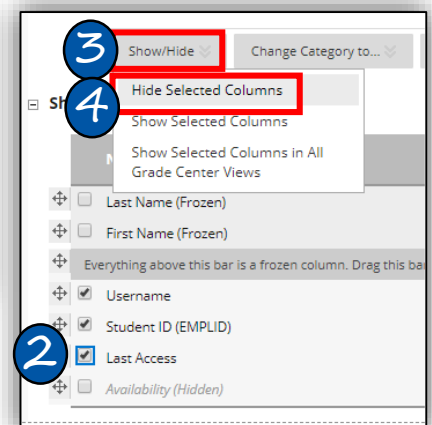 3 Show/Hide Change Category to...
4 Hide Selected Columns
Sh
Show Selected Columns
Show Selected Columns in All
Grade Center Views
N
Last Name (Frozen)
First Name (Frozen)
Everything above this bar is a frozen column. Drag this bar
Username
Student ID (EMPLID)
2 Last Access
Availability (Hidden)